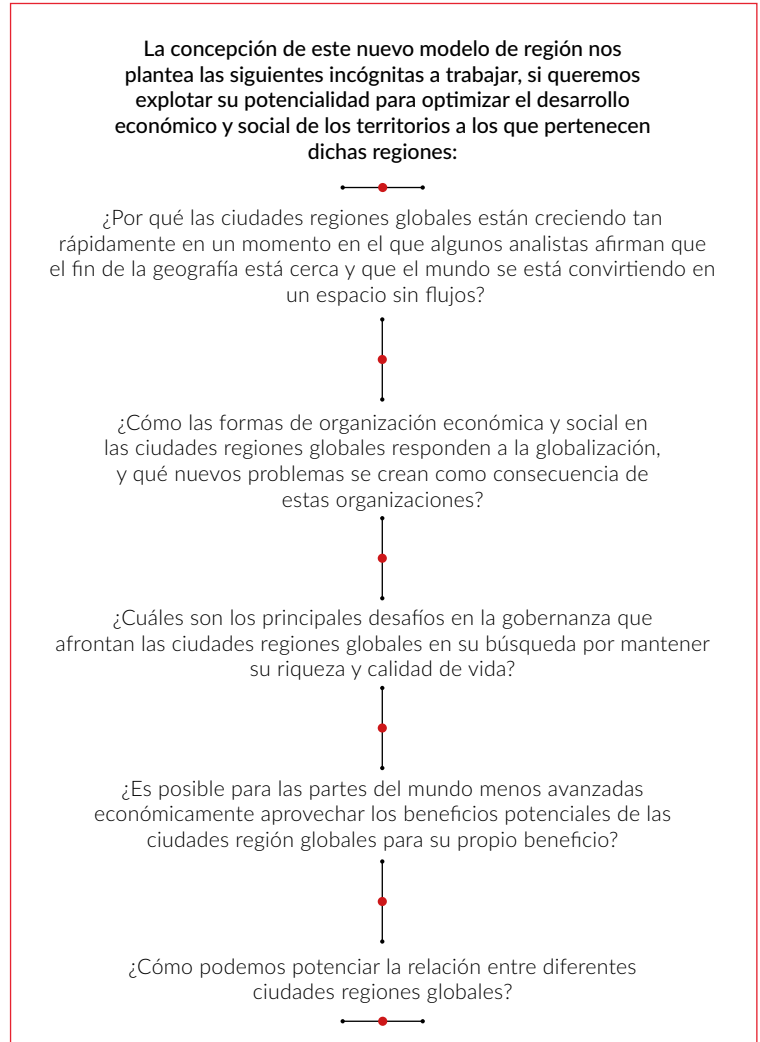 La concepción de este nuevo modelo de región nos
plantea las siguientes incógnitas a trabajar, si queremos
explotar su potencialidad para optimizar el desarrollo
económico y social de los territorios a los que pertenecen
dichas regiones:
¿Por qué las ciudades regiones globales están creciendo tan
rápidamente en un momento en el que algunos analistas afirman que
el fin de la geografía está cerca y que el mundo se está convirtiendo en
un espacio sin flujos?
¿Cómo las formas de organización económica y social en
las ciudades regiones globales responden a la globalización,
y qué nuevos problemas se crean como consecuencia de
estas organizaciones?
¿Cuáles son los principales desafíos en la gobernanza que
afrontan las ciudades regiones globales en su búsqueda por mantener
su riqueza y calidad de vida?
¿Es posible para las partes del mundo menos avanzadas
económicamente aprovechar los beneficios potenciales de las
ciudades región globales para su propio beneficio?
¿Cómo podemos potenciar la relación entre diferentes
ciudades regiones globales?